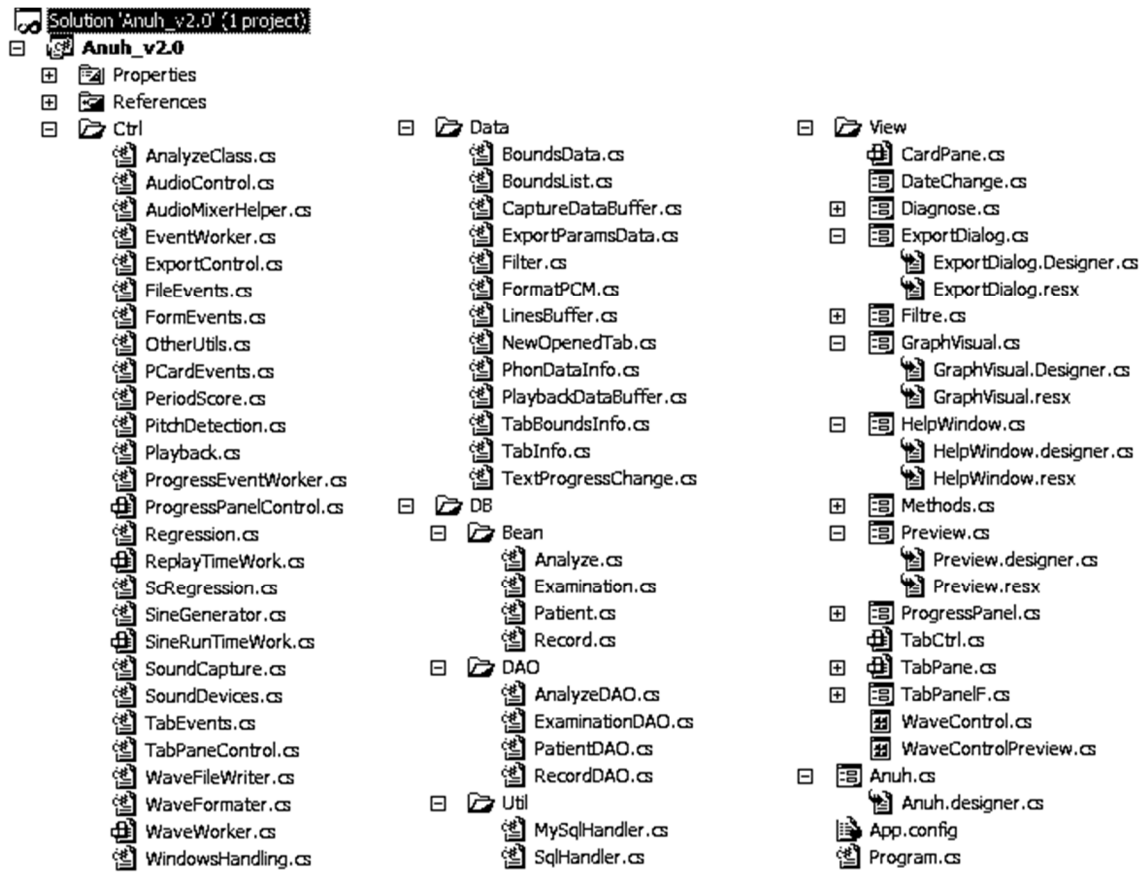 Solution 'Anuh_v2.0' (1 project)
Anuh_v2.0
Properties
References
Ctrl
AnalyzeClass.cs
AudioControl.cs
AudioMixerHelper.cs
EventWorker.cs
ExportControl.cs
FileEvents.cs
FormEvents.cs
OtherUtils.cs
PCardEvents.cs
PeriodScore.cs
PitchDetection.cs
Playback.cs
ProgressEventWorker.cs
ProgressPanelControl.cs
Regression.cs
ReplayTimeWork.cs
ScRegression.cs
SineGenerator.cs
SineRunTimeWork.cs
SoundCapture.cs
SoundDevices.cs
TabEvents.cs
TabPaneControl.cs
WaveFileWriter.cs
WaveFormater.cs
WaveWorker.cs
WindowsHandling.cs
Data
BoundsData.cs
BoundsList.cs
CaptureDataBuffer.cs
ExportParamsData.cs
Filter.cs
FormatPCM.cs
LinesBuffer.cs
NewOpenedTab.cs
PhonDataInfo.cs
PlaybackDataBuffer.cs
TabBoundsInfo.cs
TabInfo.cs
TextProgressChange.cs
DB
Bean
Analyze.cs
Examination.cs
Patient.cs
Record.cs
DAO
AnalyzeDAO.cs
ExaminationDAO.cs
PatientDAO.cs
RecordDAO.cs
Util
MySqlHandler.cs
SqlHandler.cs
View
CardPane.cs
DateChange.cs
Diagnose.cs
ExportDialog.cs
ExportDialog.Designer.cs
ExportDialog.resx
Filtre.cs
GraphVisual.cs
GraphVisual.Designer.cs
GraphVisual.resx
HelpWindow.cs
HelpWindow.designer.cs
HelpWindow.resx
Methods.cs
Preview.cs
Preview.designer.cs
Preview.resx
ProgressPanel.cs
TabCtrl.cs
TabPane.cs
TabPanelF.cs
WaveControl.cs
WaveControlPreview.cs
Anuh.cs
Anuh.designer.cs
App.config
Program.cs